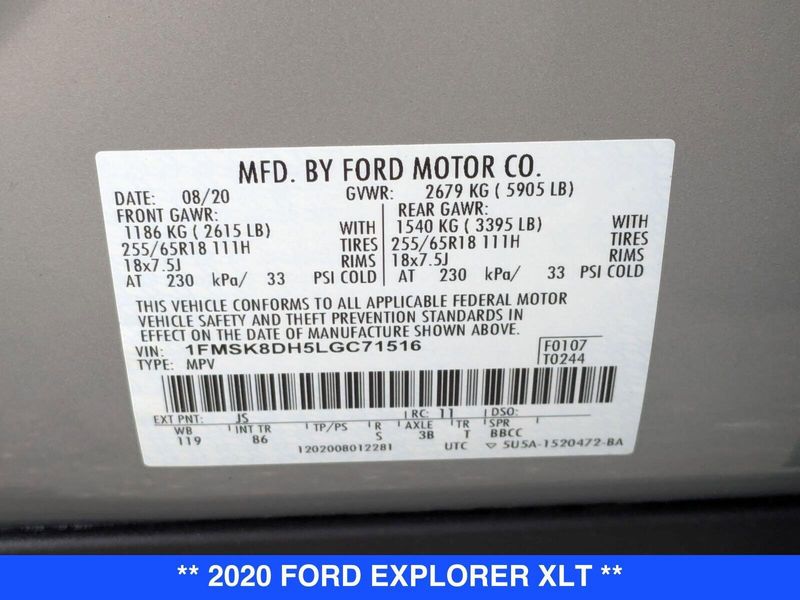 MFD. BY FORD MOTOR CO.
DATE: 08/20 GVWR: 2679 KG ( 5905 LB)
FRONT GAWR: REAR GAWR:
1186 KG ( 2615 LB) WITH 1540 KG ( 3395 LB) WITH
255/65R18 111H TIRES 255/65R18 111H TIRES
18x7.5J RIMS 18x7.5J RIMS
AT 230 kPa/ 33 PSI COLD AT 230 kPa/ 33 PSI COLD
THIS VEHICLE CONFORMS TO ALL APPLICABLE FEDERAL MOTOR
VEHICLE SAFETY AND THEFT PREVENTION STANDARDS IN
EFFECT ON THE DATE OF MANUFACTURE SHOWN ABOVE.
VIN: 1FMSK8DH5LGC71516 F0107
TYPE: MPV T0244
EXT PNT: JS RC: 11 DSO:
WB INT TR TP/PS R AXLE TR SPR
119 86 S 3B T BBCC
1202008012281 UTC ▽ 5U5A-1520472-BA
** 2020 FORD EXPLORER XLT **